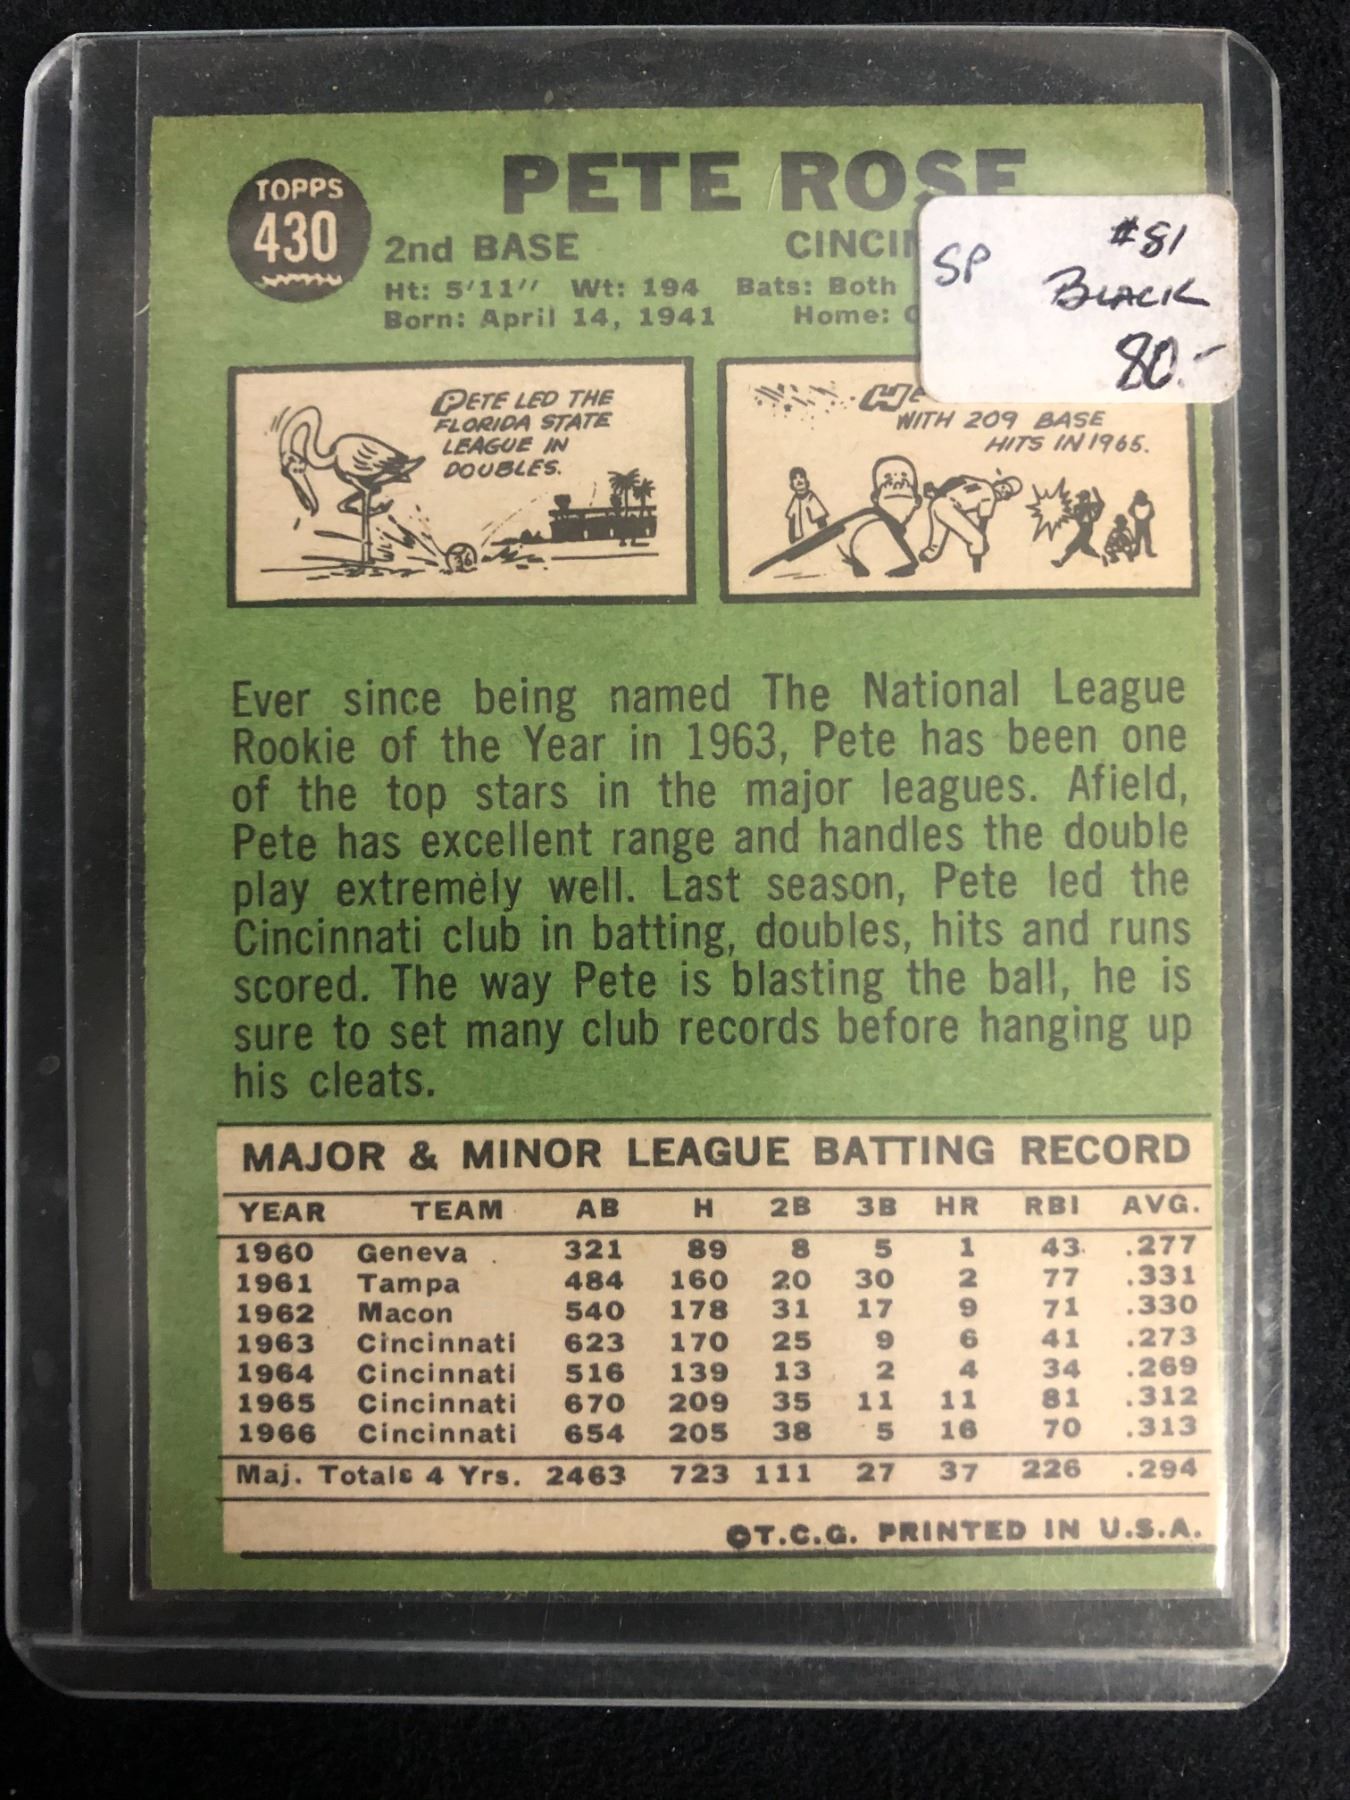 PETE ROSE
TOPPS
430
2nd BASE CINCIN
Ht: 5'11" Wt: 194 Bats: Both
Born: April 14, 1941 Home:
SP #81
BLACK
80.-
PETE LED THE
FLORIDA STATE
LEAGUE IN
DOUBLES.
36
HE
WITH 209 BASE
HITS IN 1965.
Ever since being named The National League
Rookie of the Year in 1963, Pete has been one
of the top stars in the major leagues. Afield,
Pete has excellent range and handles the double
play extremely well. Last season, Pete led the
Cincinnati club in batting, doubles, hits and runs
scored. The way Pete is blasting the ball, he is
sure to set many club records before hanging up
his cleats.
MAJOR & MINOR LEAGUE BATTING RECORD
YEAR TEAM AB H 2B 3B HR RBI AVG.
1960 Geneva 321 89 8 5 1 43 .277
1961 Tampa 484 160 20 30 2 77 .331
1962 Macon 540 178 31 17 9 71 .330
1963 Cincinnati 623 170 25 9 6 41 .273
1964 Cincinnati 516 139 13 2 4 34 .269
1965 Cincinnati 670 209 35 11 11 81 .312
1966 Cincinnati 654 205 38 5 16 70 .313
Maj. Totals 4 Yrs. 2463 723 111 27 37 226 .294
©T.C.G. PRINTED IN U.S.A.